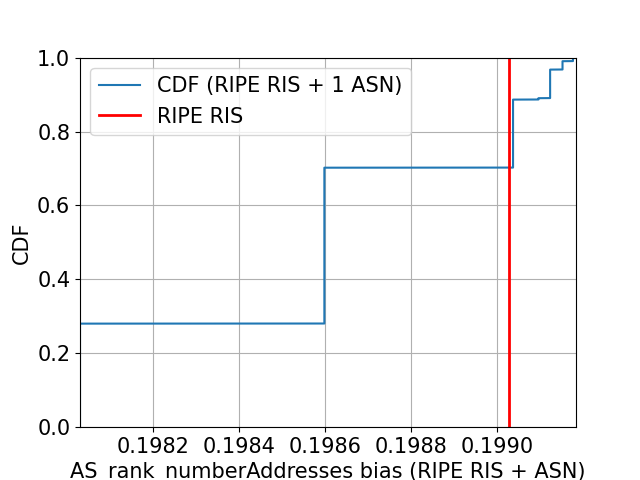 CDF (RIPE RIS + 1 ASN)
RIPE RIS
CDF
1.0
0.8
0.6
0.4
0.2
0.0
0.1982 0.1984 0.1986 0.1988 0.1990
AS_rank_numberAddresses bias (RIPE RIS + ASN)